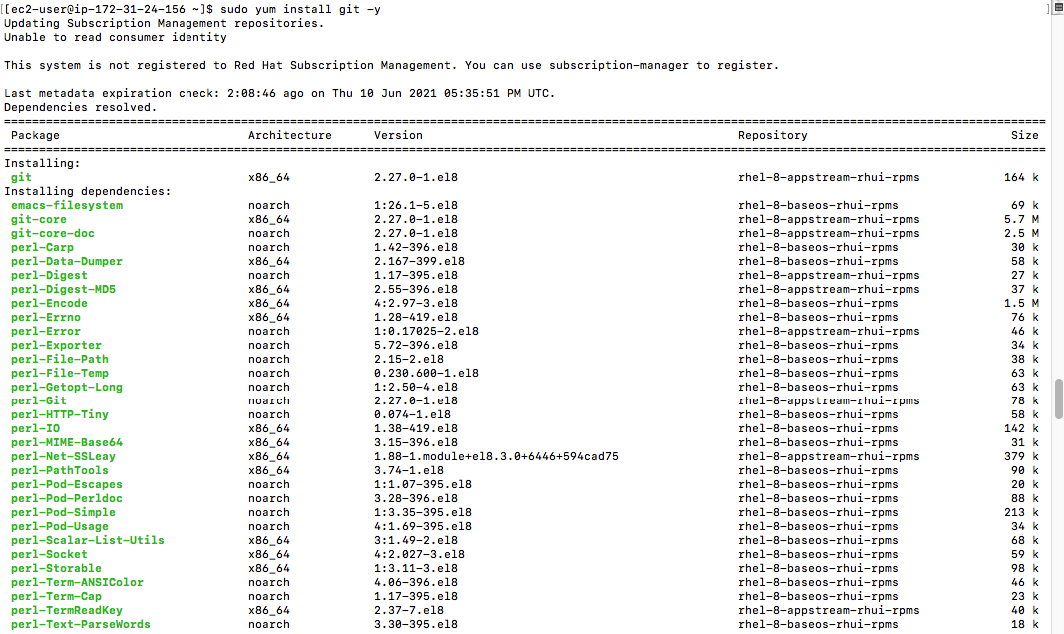 [[ec2-user@ip-172-31-24-156 ~]$ sudo yum install git -y ]
Updating Subscription Management repositories.
Unable to read consumer identity
This system is not registered to Red Hat Subscription Management. You can use subscription-manager to register.
Last metadata expiration check: 2:08:46 ago on Thu 10 Jun 2021 05:35:51 PM UTC.
Dependencies resolved.
================================================================================
Package Architecture Version Repository Size
================================================================================
Installing:
git x86_64 2.27.0-1.el8 rhel-8-appstream-rhui-rpms 164 k
Installing dependencies:
emacs-filesystem noarch 1:26.1-5.el8 rhel-8-baseos-rhui-rpms 69 k
git-core x86_64 2.27.0-1.el8 rhel-8-appstream-rhui-rpms 5.7 M
git-core-doc noarch 2.27.0-1.el8 rhel-8-appstream-rhui-rpms 2.5 M
perl-Carp noarch 1.42-396.el8 rhel-8-baseos-rhui-rpms 30 k
perl-Data-Dumper x86_64 2.167-399.el8 rhel-8-baseos-rhui-rpms 58 k
perl-Digest noarch 1.17-395.el8 rhel-8-appstream-rhui-rpms 27 k
perl-Digest-MD5 x86_64 2.55-396.el8 rhel-8-appstream-rhui-rpms 37 k
perl-Encode x86_64 4:2.97-3.el8 rhel-8-baseos-rhui-rpms 1.5 M
perl-Errno x86_64 1.28-419.el8 rhel-8-baseos-rhui-rpms 76 k
perl-Error noarch 1:0.17025-2.el8 rhel-8-appstream-rhui-rpms 46 k
perl-Exporter noarch 5.72-396.el8 rhel-8-baseos-rhui-rpms 34 k
perl-File-Path noarch 2.15-2.el8 rhel-8-baseos-rhui-rpms 38 k
perl-File-Temp noarch 0.230.600-1.el8 rhel-8-baseos-rhui-rpms 63 k
perl-Getopt-Long noarch 1:2.50-4.el8 rhel-8-baseos-rhui-rpms 63 k
perl-Git noarch 2.27.0-1.el8 rhel-8-appstream-rhui-rpms 78 k
perl-HTTP-Tiny noarch 0.074-1.el8 rhel-8-baseos-rhui-rpms 58 k
perl-IO x86_64 1.38-419.el8 rhel-8-baseos-rhui-rpms 142 k
perl-MIME-Base64 x86_64 3.15-396.el8 rhel-8-baseos-rhui-rpms 31 k
perl-Net-SSLeay x86_64 1.88-1.module+el8.3.0+6446+594cad75 rhel-8-appstream-rhui-rpms 379 k
perl-PathTools x86_64 3.74-1.el8 rhel-8-baseos-rhui-rpms 90 k
perl-Pod-Escapes noarch 1:1.07-395.el8 rhel-8-baseos-rhui-rpms 20 k
perl-Pod-Perldoc noarch 3.28-396.el8 rhel-8-baseos-rhui-rpms 88 k
perl-Pod-Simple noarch 1:3.35-395.el8 rhel-8-baseos-rhui-rpms 213 k
perl-Pod-Usage noarch 4:1.69-395.el8 rhel-8-baseos-rhui-rpms 34 k
perl-Scalar-List-Utils x86_64 3:1.49-2.el8 rhel-8-baseos-rhui-rpms 68 k
perl-Socket x86_64 4:2.027-3.el8 rhel-8-baseos-rhui-rpms 59 k
perl-Storable x86_64 1:3.11-3.el8 rhel-8-baseos-rhui-rpms 98 k
perl-Term-ANSIColor noarch 4.06-396.el8 rhel-8-baseos-rhui-rpms 46 k
perl-Term-Cap noarch 1.17-395.el8 rhel-8-baseos-rhui-rpms 23 k
perl-TermReadKey x86_64 2.37-7.el8 rhel-8-appstream-rhui-rpms 40 k
perl-Text-ParseWords noarch 3.30-395.el8 rhel-8-baseos-rhui-rpms 18 k